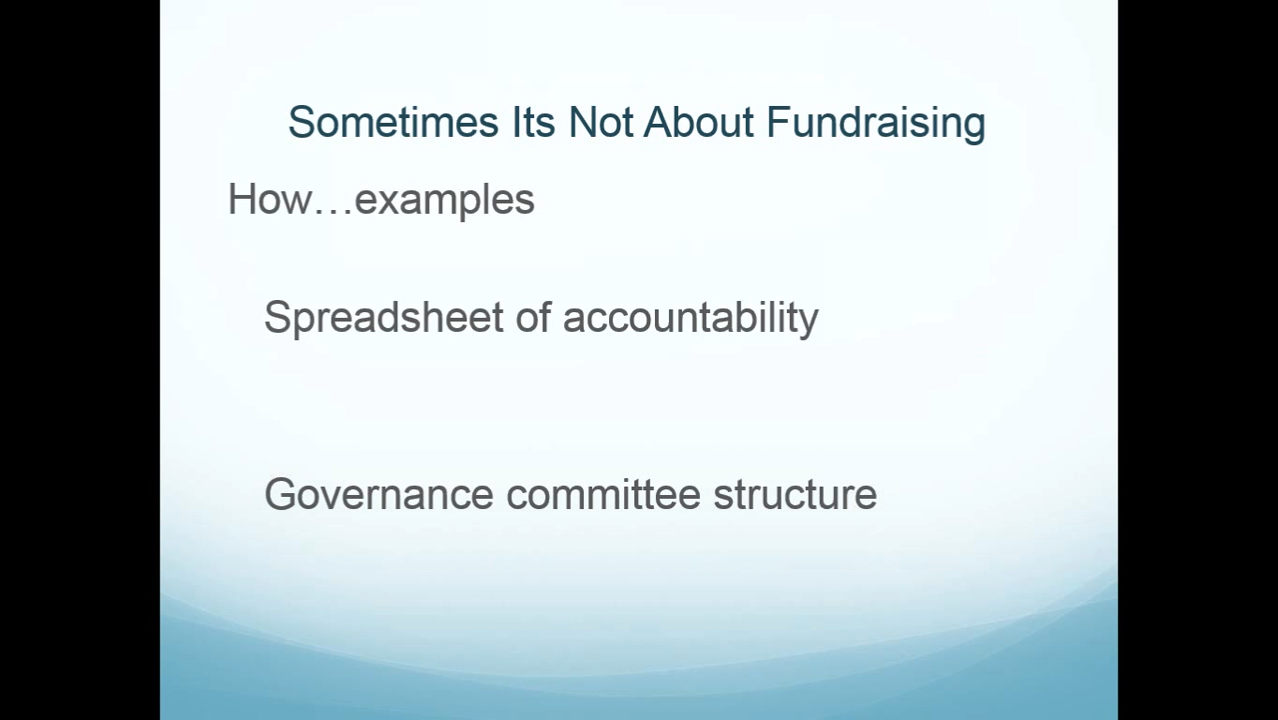 Sometimes Its Not About Fundraising
How…examples
Spreadsheet of accountability
Governance committee structure